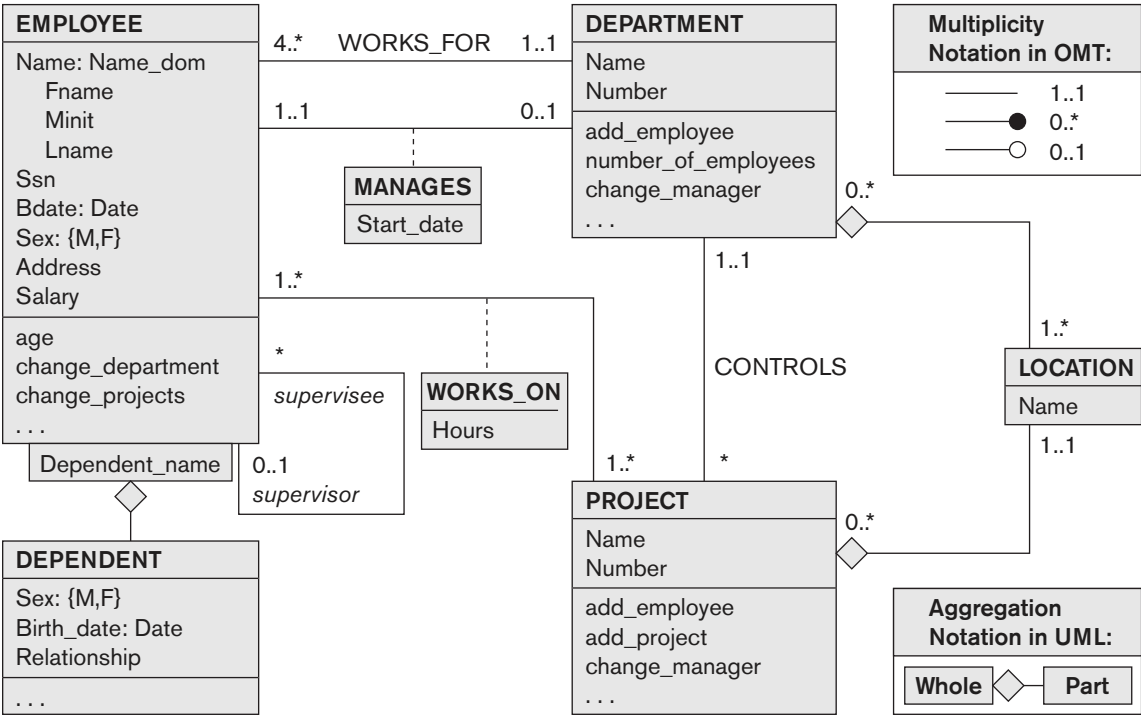 EMPLOYEE
Name: Name_dom
Fname
Minit
Lname
Ssn
Bdate: Date
Sex: {M,F}
Address
Salary
age
change_department
change_projects
. . .
Dependent_name
DEPENDENT
Sex: {M,F}
Birth_date: Date
Relationship
. . .
4..* WORKS_FOR 1..1
1..1 0..1
MANAGES
Start_date
1..*
*
supervisee
0..1
supervisor
WORKS_ON
Hours
1..*
DEPARTMENT
Name
Number
add_employee
number_of_employees
change_manager
. . .
0..*
1..1
CONTROLS
*
PROJECT
Name
Number
add_employee
add_project
change_manager
. . .
0..*
1..*
LOCATION
Name
1..1
Multiplicity
Notation in OMT:
1..1
0..*
0..1
Aggregation
Notation in UML:
Whole Part